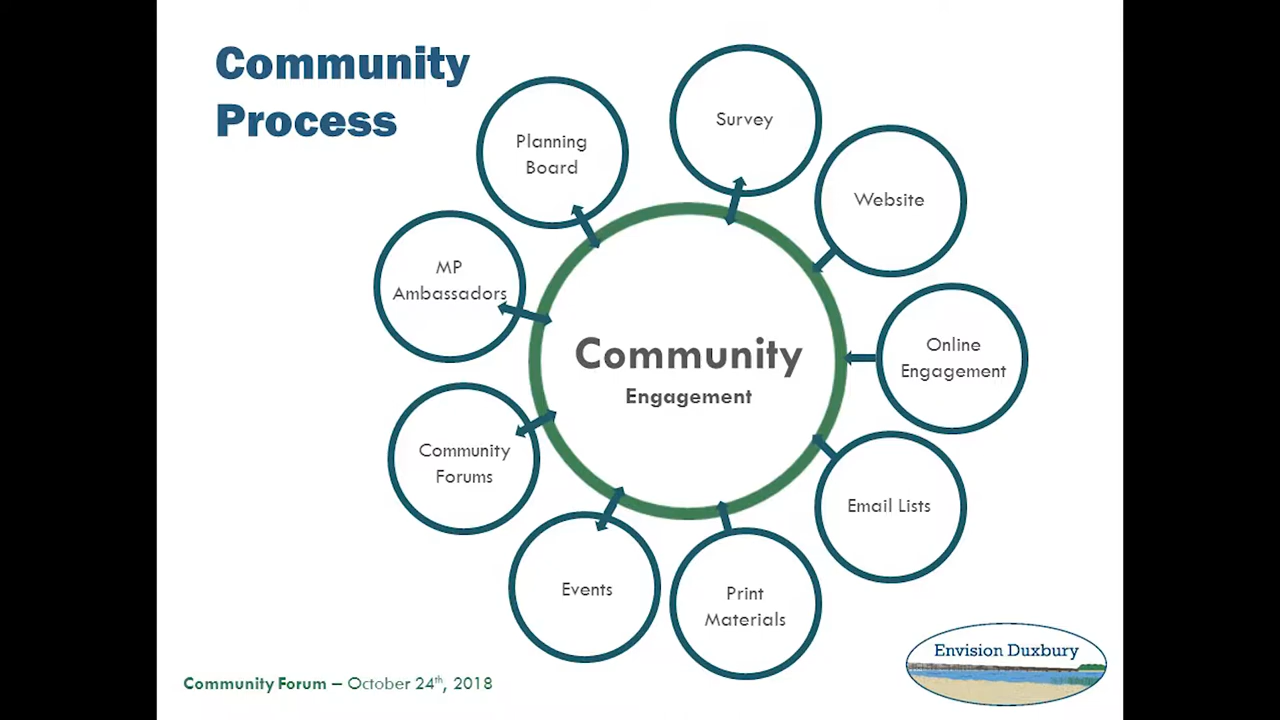 Community
Process
Survey
Planning
Board
Website
MP
Ambassadors
Online
Engagement
Community
Engagement
Community
Forums
Email Lists
Events
Print
Materials
Envision Duxbury
Community Forum – October 24th, 2018